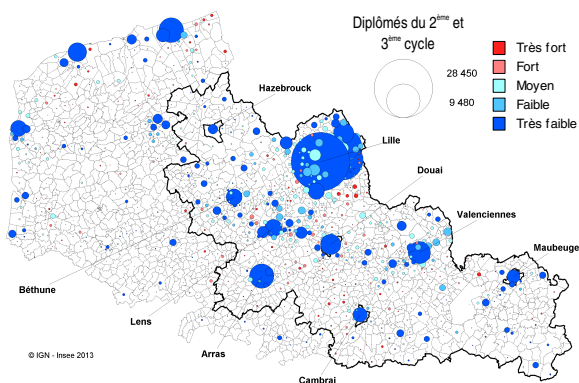 Diplômés du 2ème et
3ème cycle
28 450
9 480
Très fort
Fort
Moyen
Faible
Très faible
Hazebrouck
Lille
Douai
Valenciennes
Maubeuge
Béthune
Lens
Arras
Cambrai
© IGN - Insee 2013